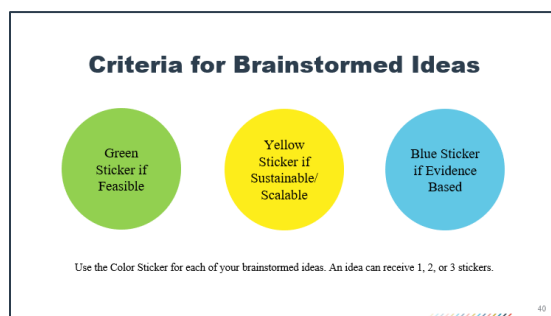 Criteria for Brainstormed Ideas
Green
Sticker if
Feasible
Yellow
Sticker if
Sustainable/
Scalable
Blue Sticker
if Evidence
Based
Use the Color Sticker for each of your brainstormed ideas. An idea can receive 1, 2, or 3 stickers.
40